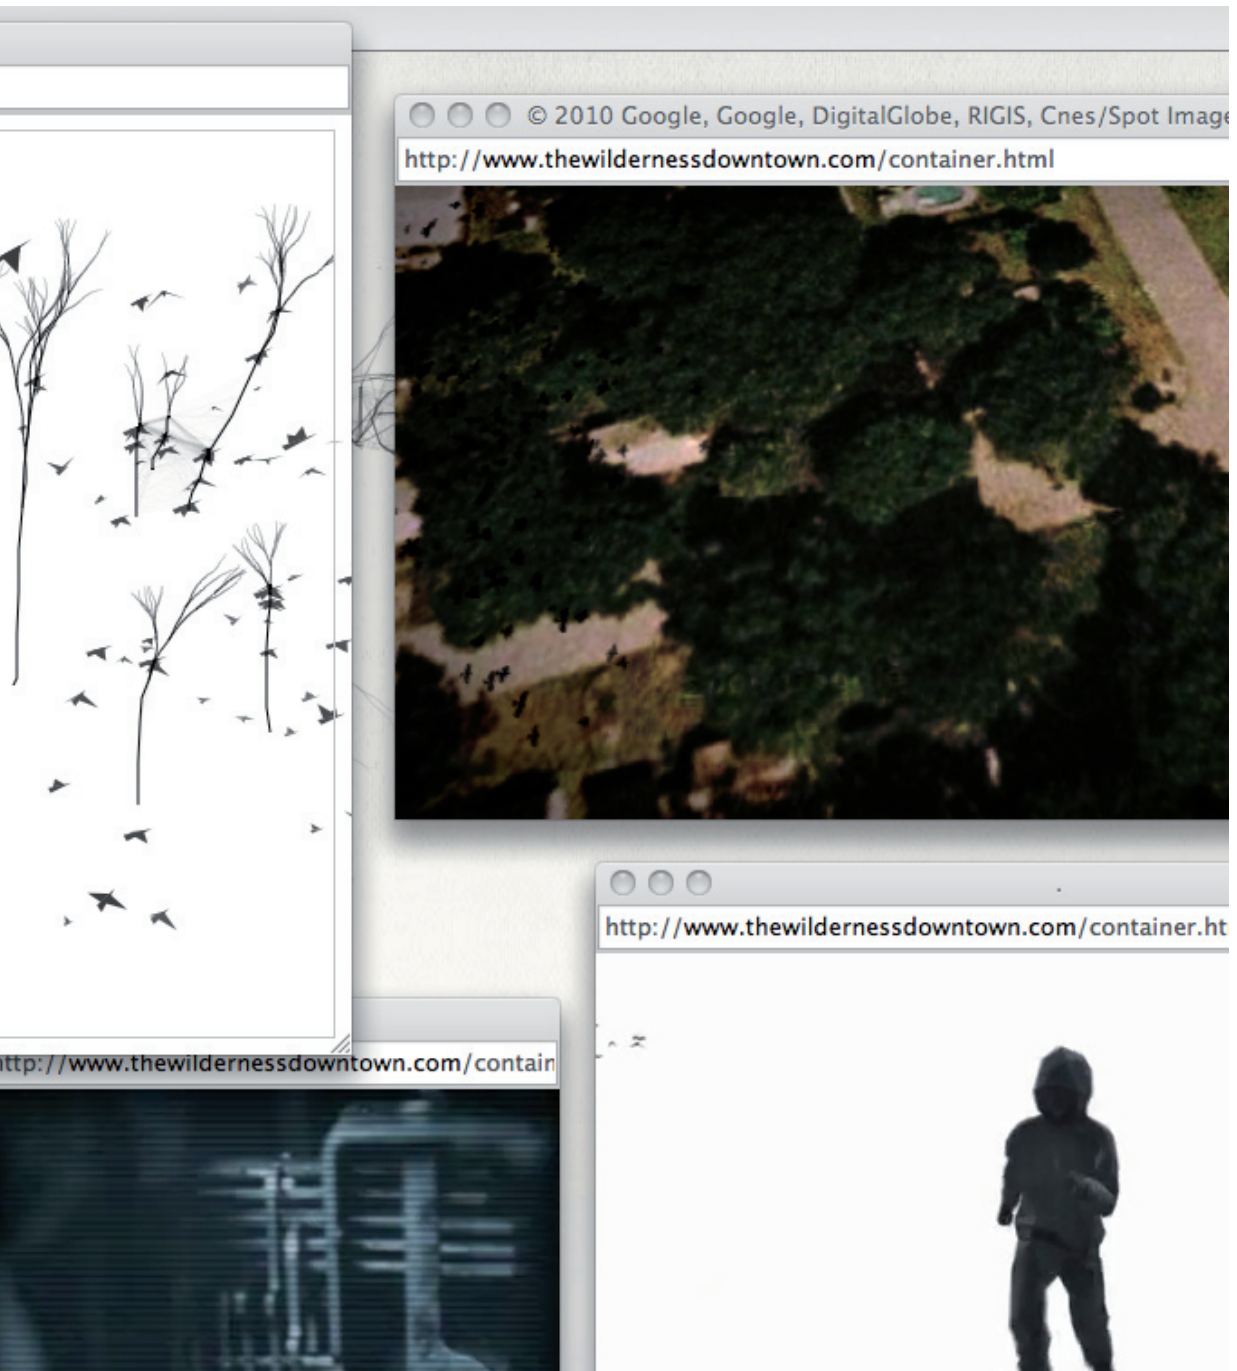 © 2010 Google, Google, DigitalGlobe, RIGIS, Cnes/Spot Image
http://www.thewildernessdowntown.com/container.html
.
http://www.thewildernessdowntown.com/container.ht
http://www.thewildernessdowntown.com/contain